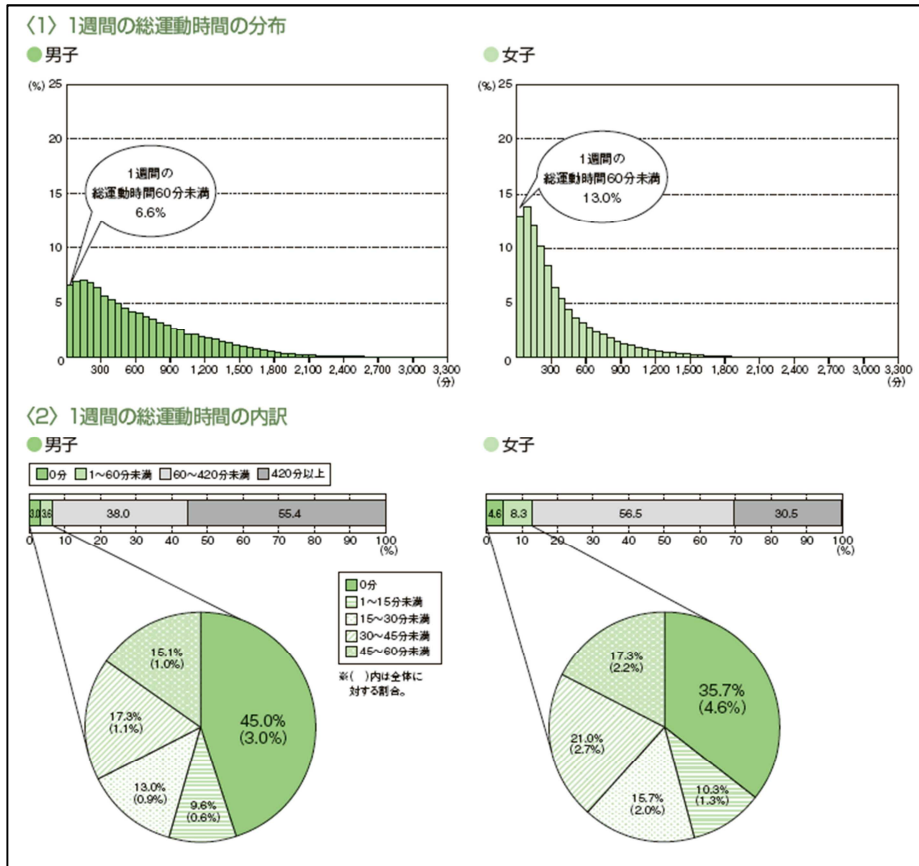 〈1〉1週間の総運動時間の分布
●男子
(%)
25
20
15
10
5
0
1週間の
総運動時間60分未満
6.6%
300 600 900 1,200 1,500 1,800 2,100 2,400 2,700 3,000 3,300
(分)
●女子
(%)
25
20
15
10
5
0
1週間の
総運動時間60分未満
13.0%
300 600 900 1,200 1,500 1,800 2,100 2,400 2,700 3,000 3,300
(分)
〈2〉1週間の総運動時間の内訳
●男子
0分 1〜60分未満 60〜420分未満 420分以上
3.0 3.6 38.0 55.4
0 10 20 30 40 50 60 70 80 90 100
(%)
45.0%
(3.0%)
9.6%
(0.6%)
13.0%
(0.9%)
17.3%
(1.1%)
15.1%
(1.0%)
0分
1〜15分未満
15〜30分未満
30〜45分未満
45〜60分未満
※( )内は全体に
対する割合。
●女子
4.6 8.3 56.5 30.5
0 10 20 30 40 50 60 70 80 90 100
(%)
35.7%
(4.6%)
10.3%
(1.3%)
15.7%
(2.0%)
21.0%
(2.7%)
17.3%
(2.2%)